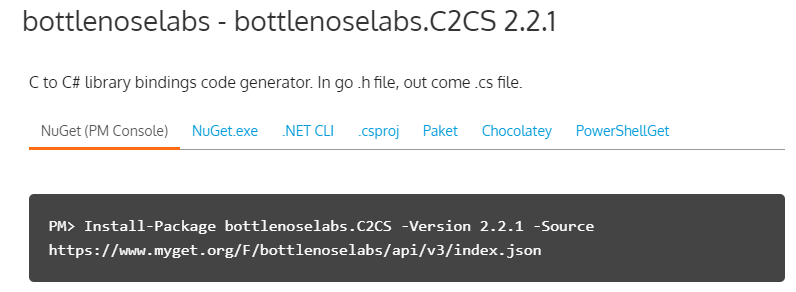 bottlenoselabs - bottlenoselabs.C2CS 2.2.1
C to C# library bindings code generator. In go .h file, out come .cs file.
NuGet (PM Console) NuGet.exe .NET CLI .csproj Paket Chocolatey PowerShellGet
PM> Install-Package bottlenoselabs.C2CS -Version 2.2.1 -Source
https://www.myget.org/F/bottlenoselabs/api/v3/index.json